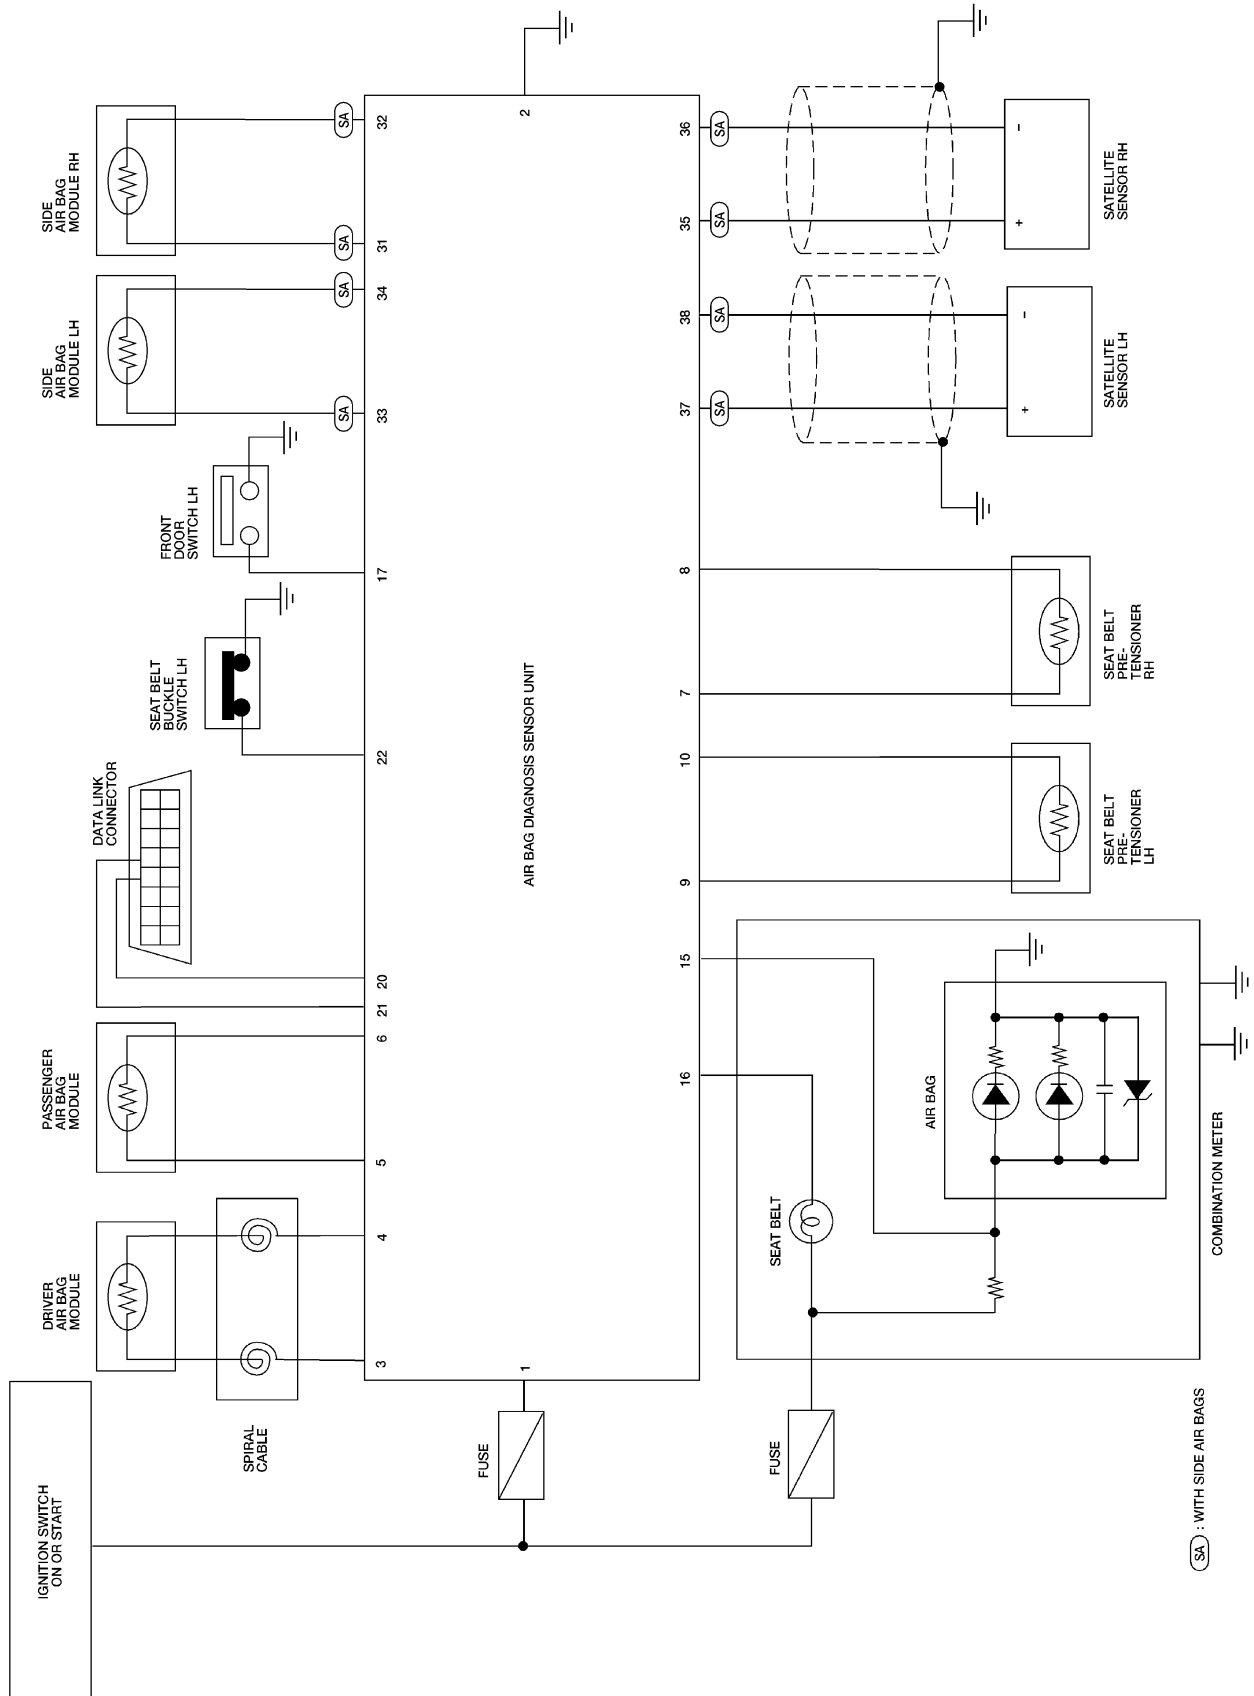 IGNITION SWITCH
ON OR START
FUSE
FUSE
DRIVER
AIR BAG
MODULE
SPIRAL
CABLE
PASSENGER
AIR BAG
MODULE
DATA LINK
CONNECTOR
SEAT BELT
BUCKLE
SWITCH LH
FRONT
DOOR
SWITCH LH
SIDE
AIR BAG
MODULE LH
SIDE
AIR BAG
MODULE RH
SA
SA
SA
SA
3
4
5
6
21
20
22
17
33
34
31
32
1
AIR BAG DIAGNOSIS SENSOR UNIT
2
16
15
9
10
7
8
37
38
35
36
SA
SA
SA
SA
SEAT BELT
AIR BAG
COMBINATION METER
SEAT BELT
PRE-
TENSIONER
LH
SEAT BELT
PRE-
TENSIONER
RH
+
-
SATELLITE
SENSOR LH
+
-
SATELLITE
SENSOR RH
SA : WITH SIDE AIR BAGS